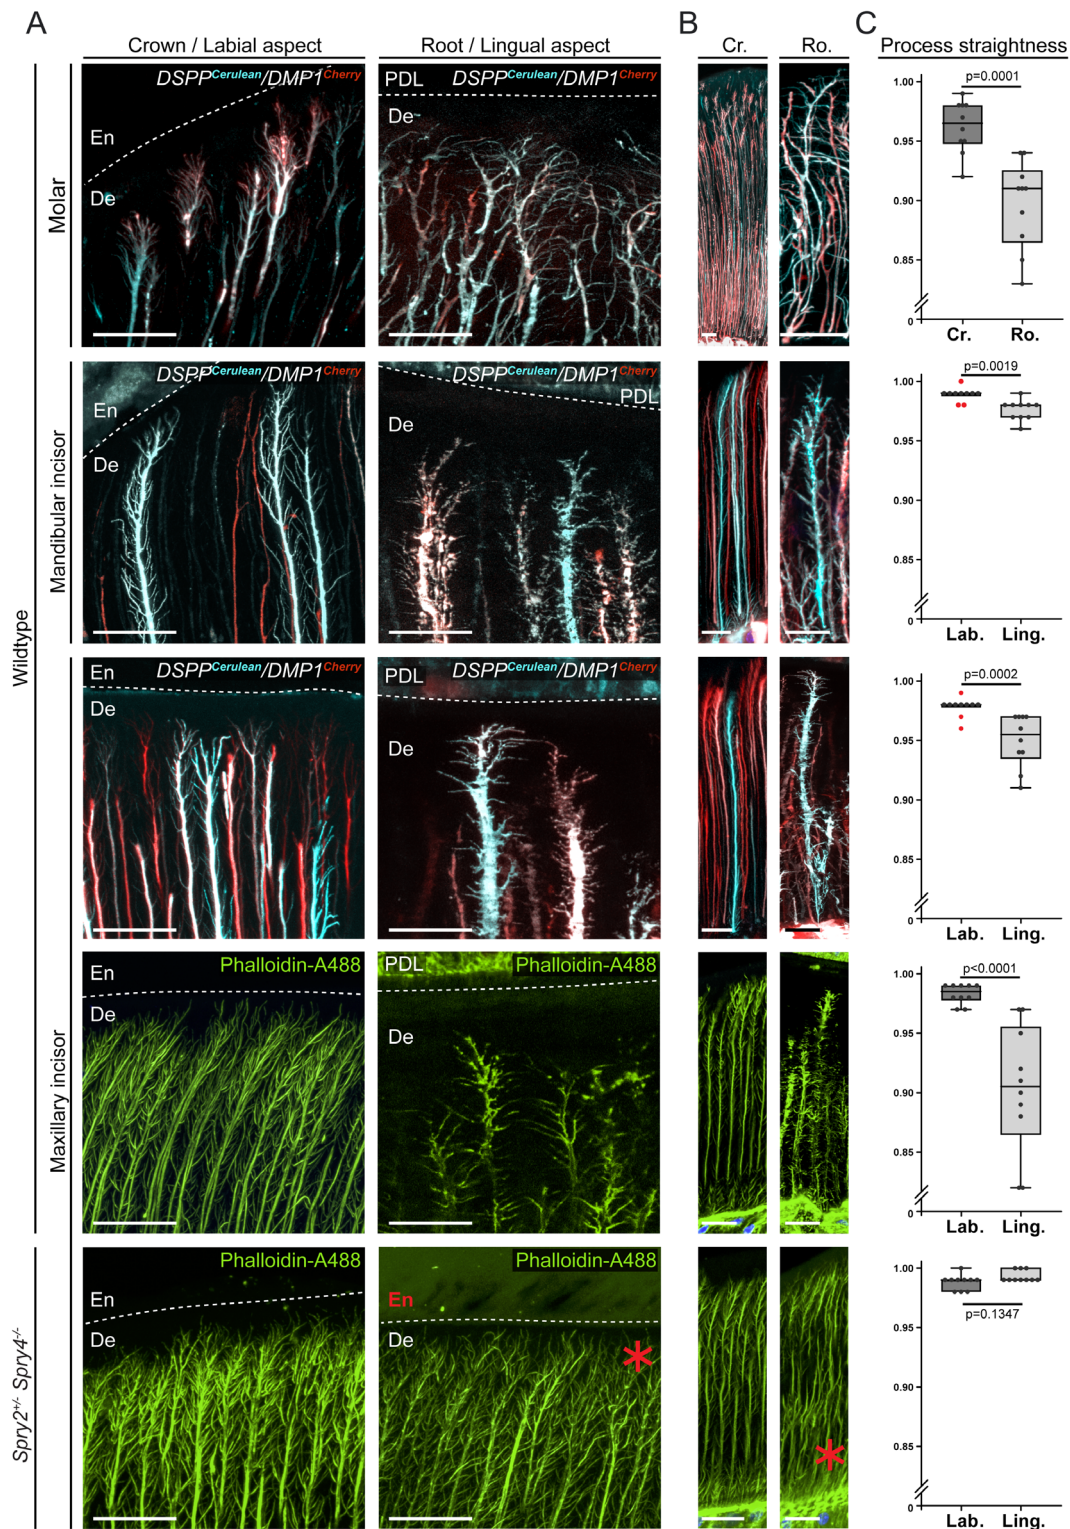 A
B
C
Crown / Labial aspect
Root / Lingual aspect
Cr.
Ro.
Process straightness
Wildtype
Molar
DSPPCerulean/DMP1Cherry
En
De
PDL
DSPPCerulean/DMP1Cherry
De
1.00
0.95
0.90
0.85
0
p=0.0001
Cr.
Ro.
Mandibular incisor
DSPPCerulean/DMP1Cherry
En
De
DSPPCerulean/DMP1Cherry
PDL
De
1.00
0.95
0.90
0.85
0
p=0.0019
Lab.
Ling.
Maxillary incisor
En
DSPPCerulean/DMP1Cherry
De
PDL
DSPPCerulean/DMP1Cherry
De
1.00
0.95
0.90
0.85
0
p=0.0002
Lab.
Ling.
En
Phalloidin-A488
De
PDL
Phalloidin-A488
De
1.00
0.95
0.90
0.85
0
p<0.0001
Lab.
Ling.
Spry2+/- Spry4-/-
Phalloidin-A488
En
De
Phalloidin-A488
En
De
1.00
0.95
0.90
0.85
0
p=0.1347
Lab.
Ling.